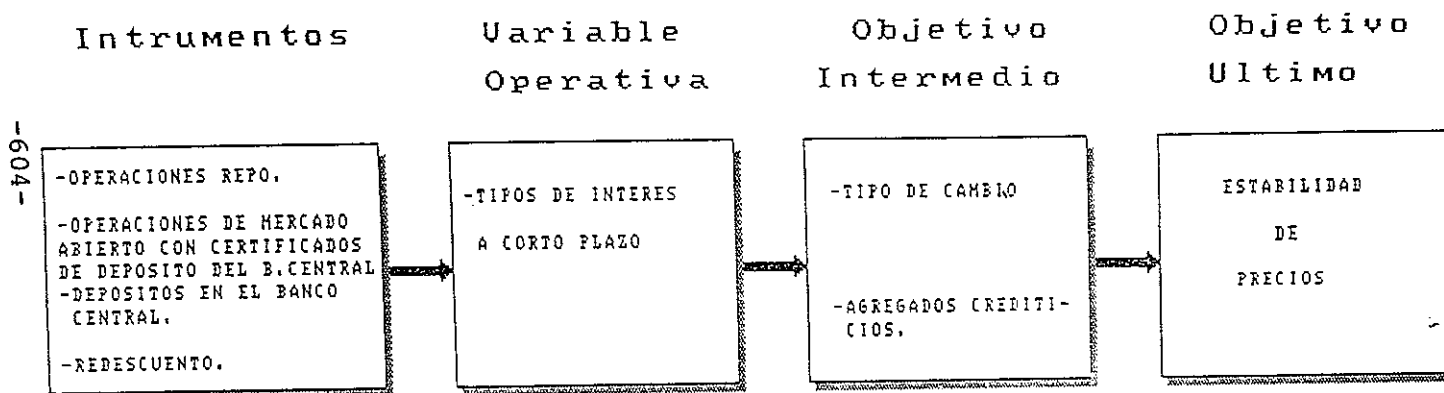 Intrumentos
Variable
Operativa
Objetivo
Intermedio
Objetivo
Ultimo
-604-
-OPERACIONES REPO.
-OPERACIONES DE MERCADO
ABIERTO CON CERTIFICADOS
DE DEPOSITO DEL B.CENTRAL
-DEPOSITOS EN EL BANCO
CENTRAL.
-REDESCUENTO.
-TIPOS DE INTERES
A CORTO PLAZO
-TIPO DE CAMBIO
-AGREGADOS CREDITI-
CIOS.
ESTABILIDAD
DE
PRECIOS